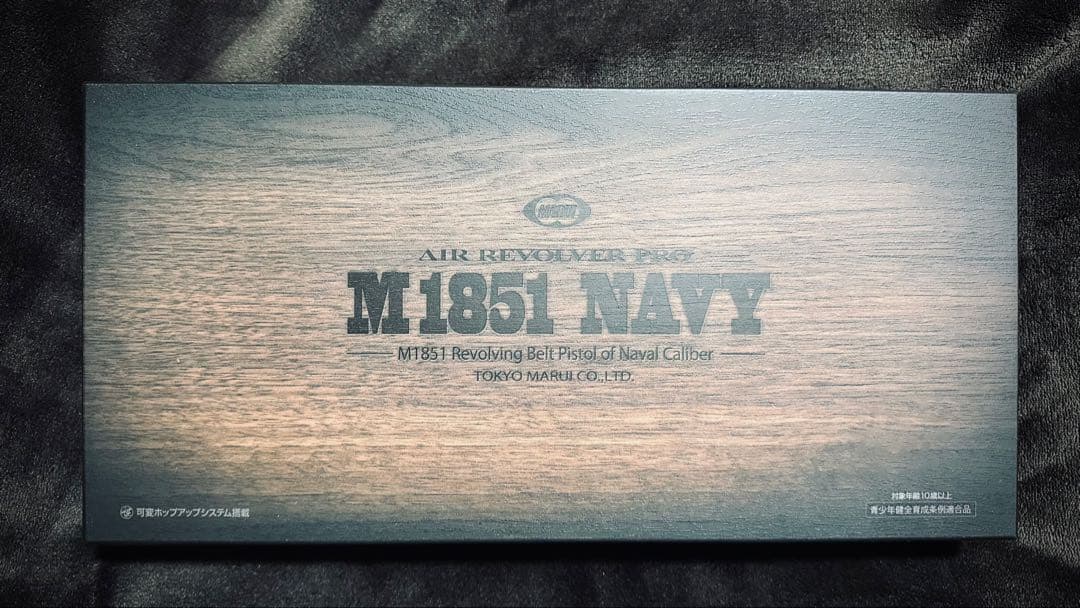 MARUI
AIR REVOLVER PRO
M1851 NAVY
M1851 Revolving Belt Pistol of Naval Caliber
TOKYO MARUI CO.,LTD.
可変ホップアップシステム搭載
対象年齢10歳以上
青少年健全育成条例適合品